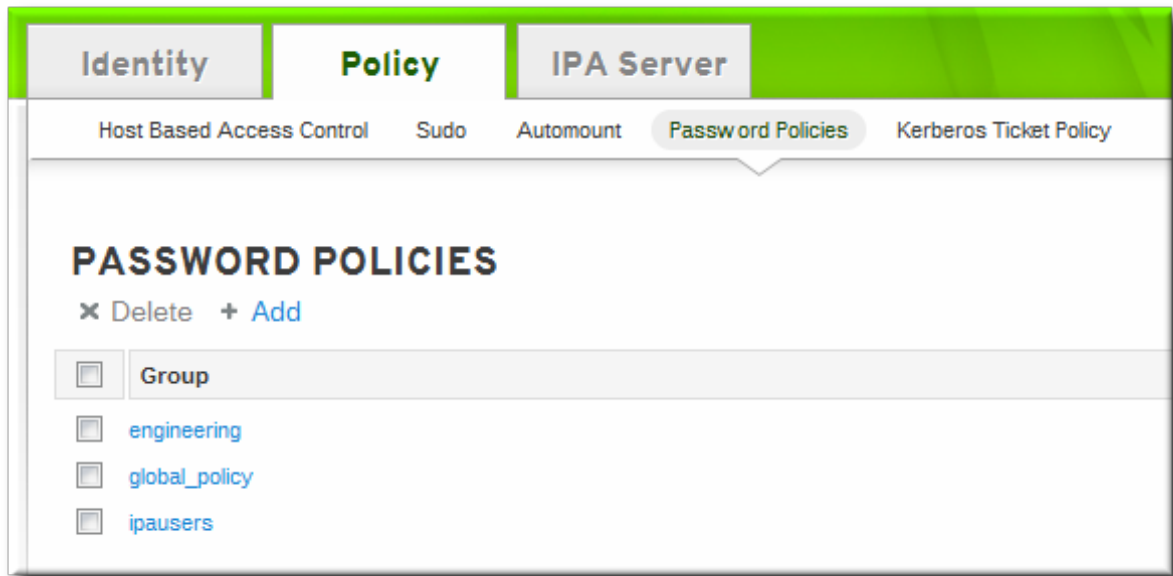 Identity Policy IPA Server
Host Based Access Control Sudo Automount Password Policies Kerberos Ticket Policy
PASSWORD POLICIES
Delete Add
Group
engineering
global_policy
ipausers